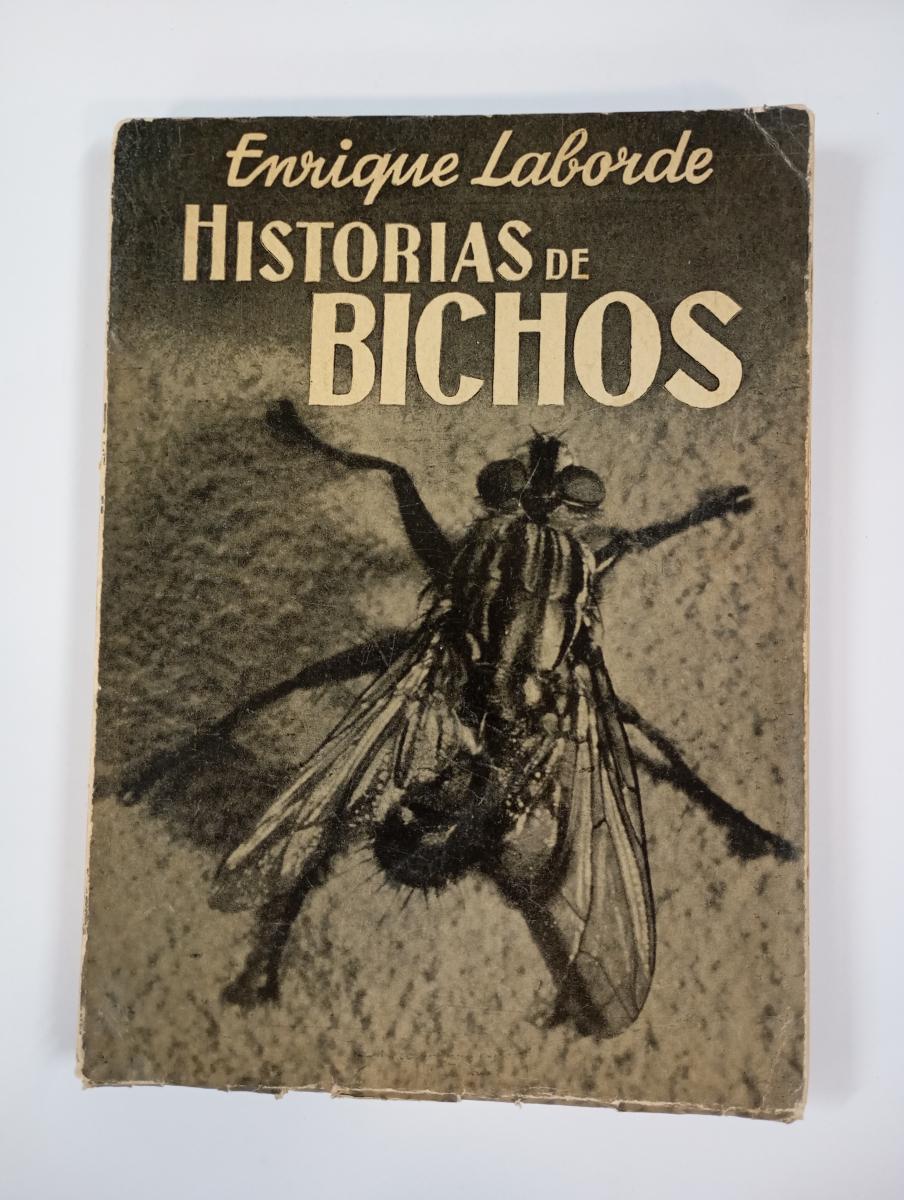 Enrique Laborde
HISTORIAS DE
BICHOS